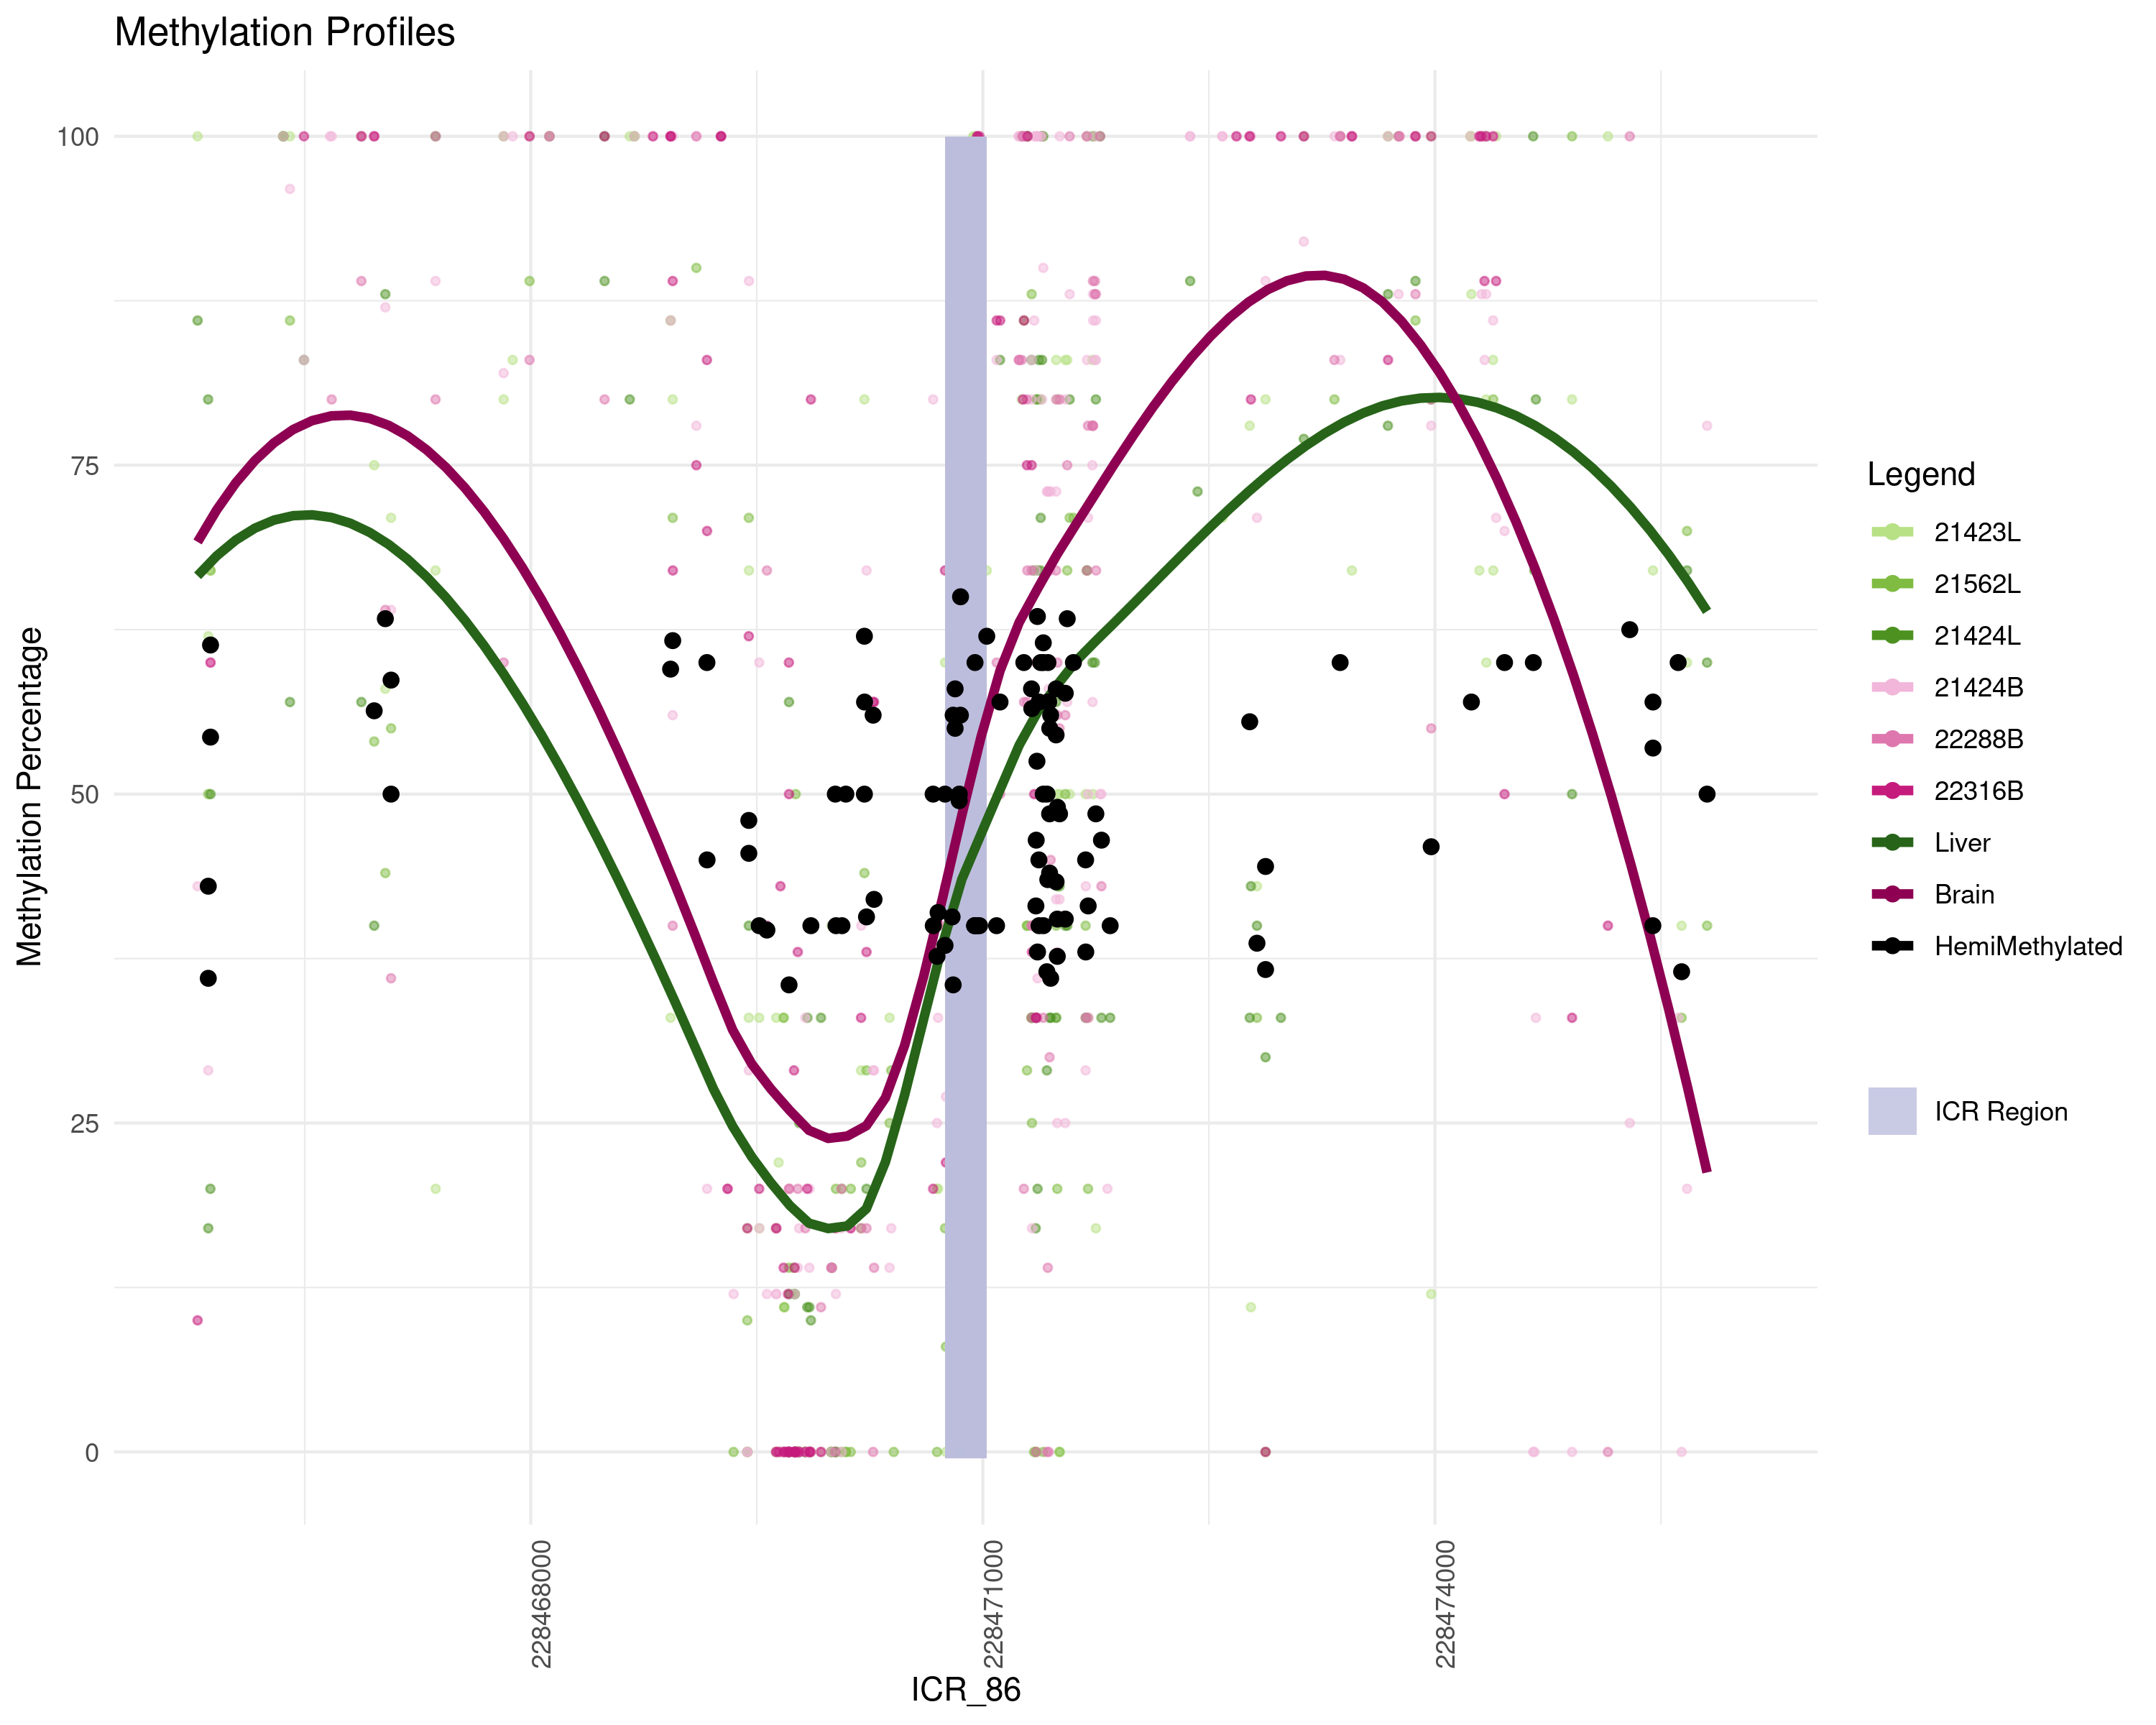 Methylation Profiles
Methylation Percentage
100
75
50
25
0
228468000
228471000
228474000
ICR_86
Legend
21423L
21562L
21424L
21424B
22288B
22316B
Liver
Brain
HemiMethylated
ICR Region